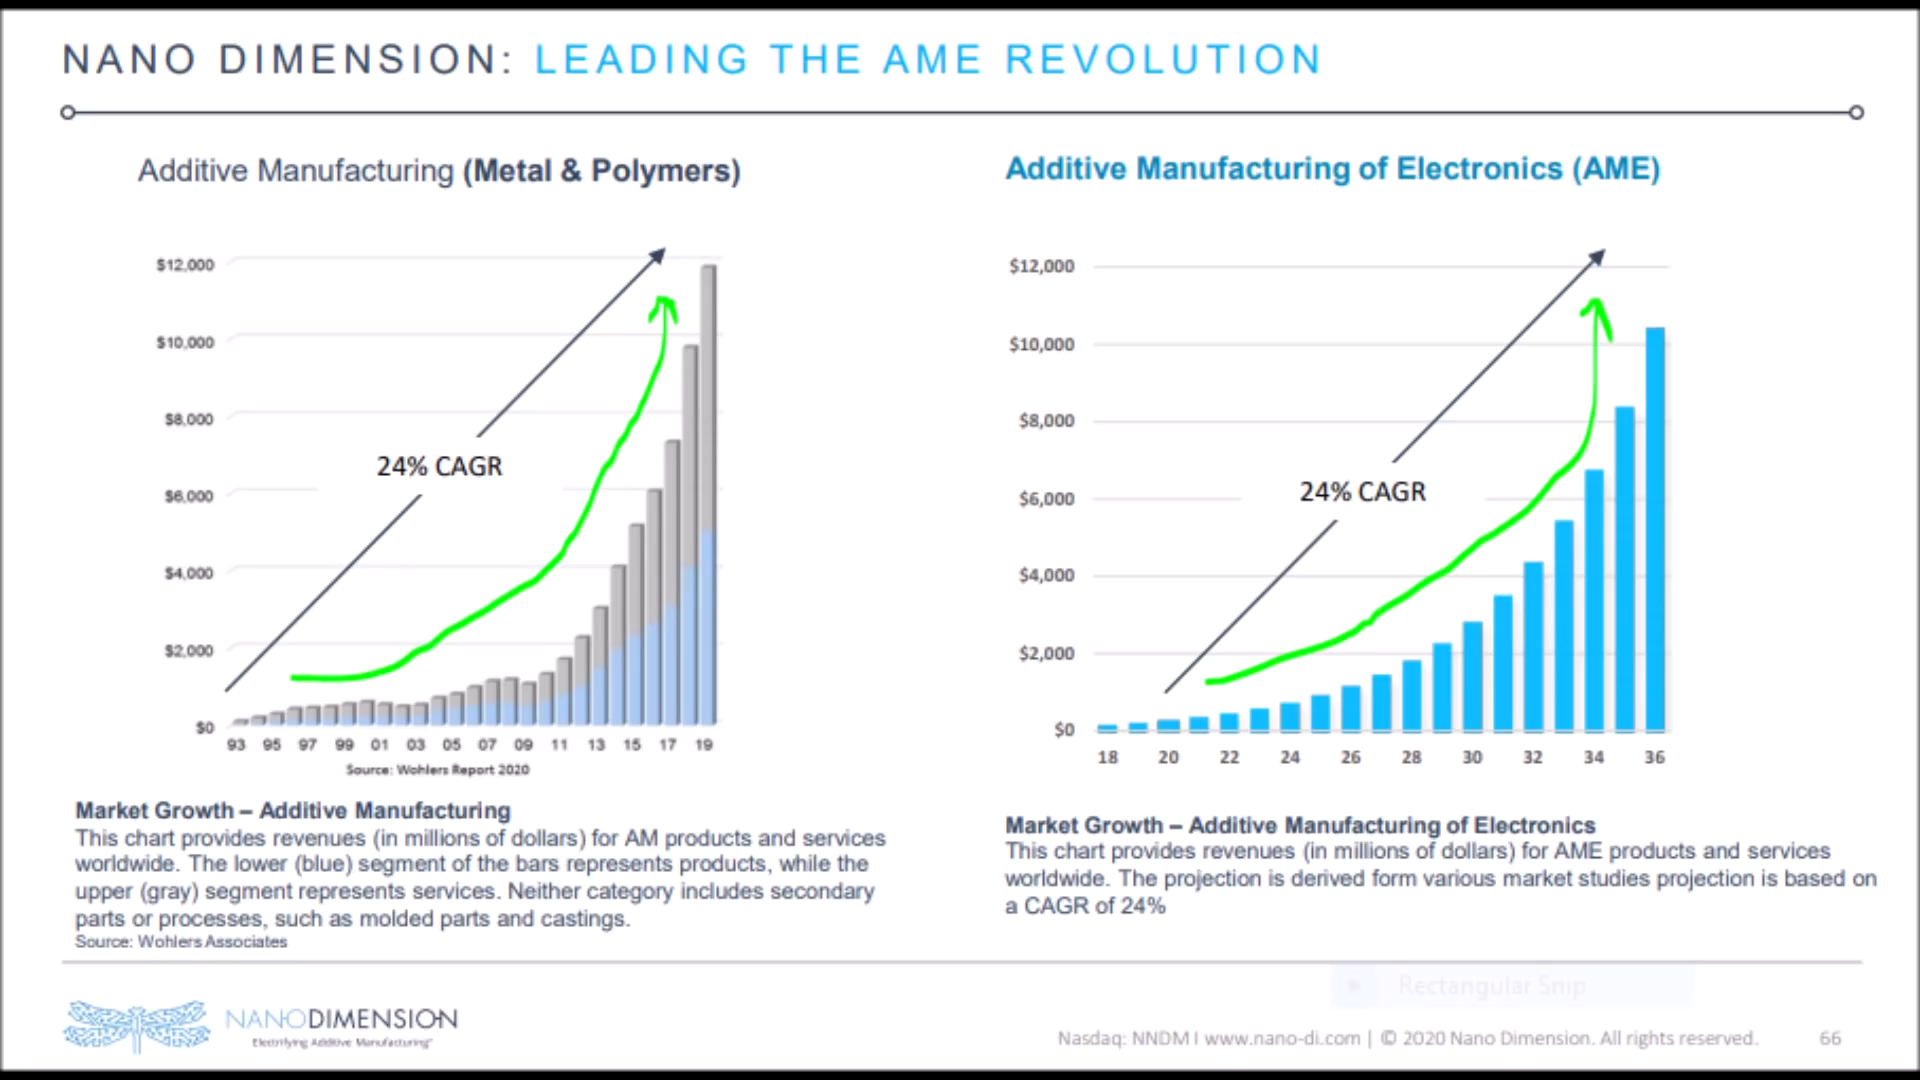 NANO DIMENSION: LEADING THE AME REVOLUTION
Additive Manufacturing (Metal & Polymers)
$12,000
$10,000
$8,000
$6,000
$4,000
$2,000
$0
24% CAGR
93 95 97 99 01 03 05 07 09 11 13 15 17 19
Source: Wohlers Report 2020
Market Growth – Additive Manufacturing
This chart provides revenues (in millions of dollars) for AM products and services
worldwide. The lower (blue) segment of the bars represents products, while the
upper (gray) segment represents services. Neither category includes secondary
parts or processes, such as molded parts and castings.
Source: Wohlers Associates
Additive Manufacturing of Electronics (AME)
$12,000
$10,000
$8,000
$6,000
$4,000
$2,000
$0
24% CAGR
18 20 22 24 26 28 30 32 34 36
Market Growth – Additive Manufacturing of Electronics
This chart provides revenues (in millions of dollars) for AME products and services
worldwide. The projection is derived form various market studies projection is based on
a CAGR of 24%
Rectangular Snip
NANODIMENSION
Electrifying Additive Manufacturing"
Nasdaq: NNDM I www.nano-di.com | © 2020 Nano Dimension. All rights reserved. 66